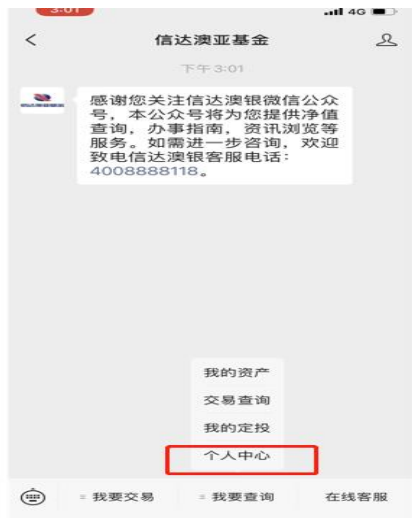 3:01
4G
信达澳亚基金
下午 3:01
感谢您关注信达澳银微信公众
号，本公众号将为您提供净值
查询，办事指南，资讯浏览等
服务。如需进一步咨询，欢迎
致电信达澳银客服电话：
4008888118。
我的资产
交易查询
我的定投
个人中心
我要交易
我要查询
在线客服